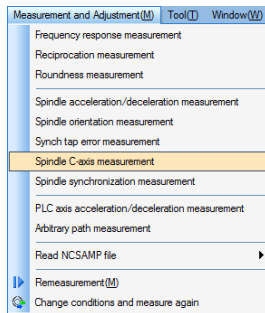 Measurement and Adjustment(M) Tool(T) Window(W)
Frequency response measurement
Reciprocation measurement
Roundness measurement
Spindle acceleration/deceleration measurement
Spindle orientation measurement
Synch tap error measurement
Spindle C-axis measurement
Spindle synchronization measurement
PLC axis acceleration/deceleration measurement
Arbitrary path measurement
Read NCSAMP file
Remeasurement(M)
Change conditions and measure again